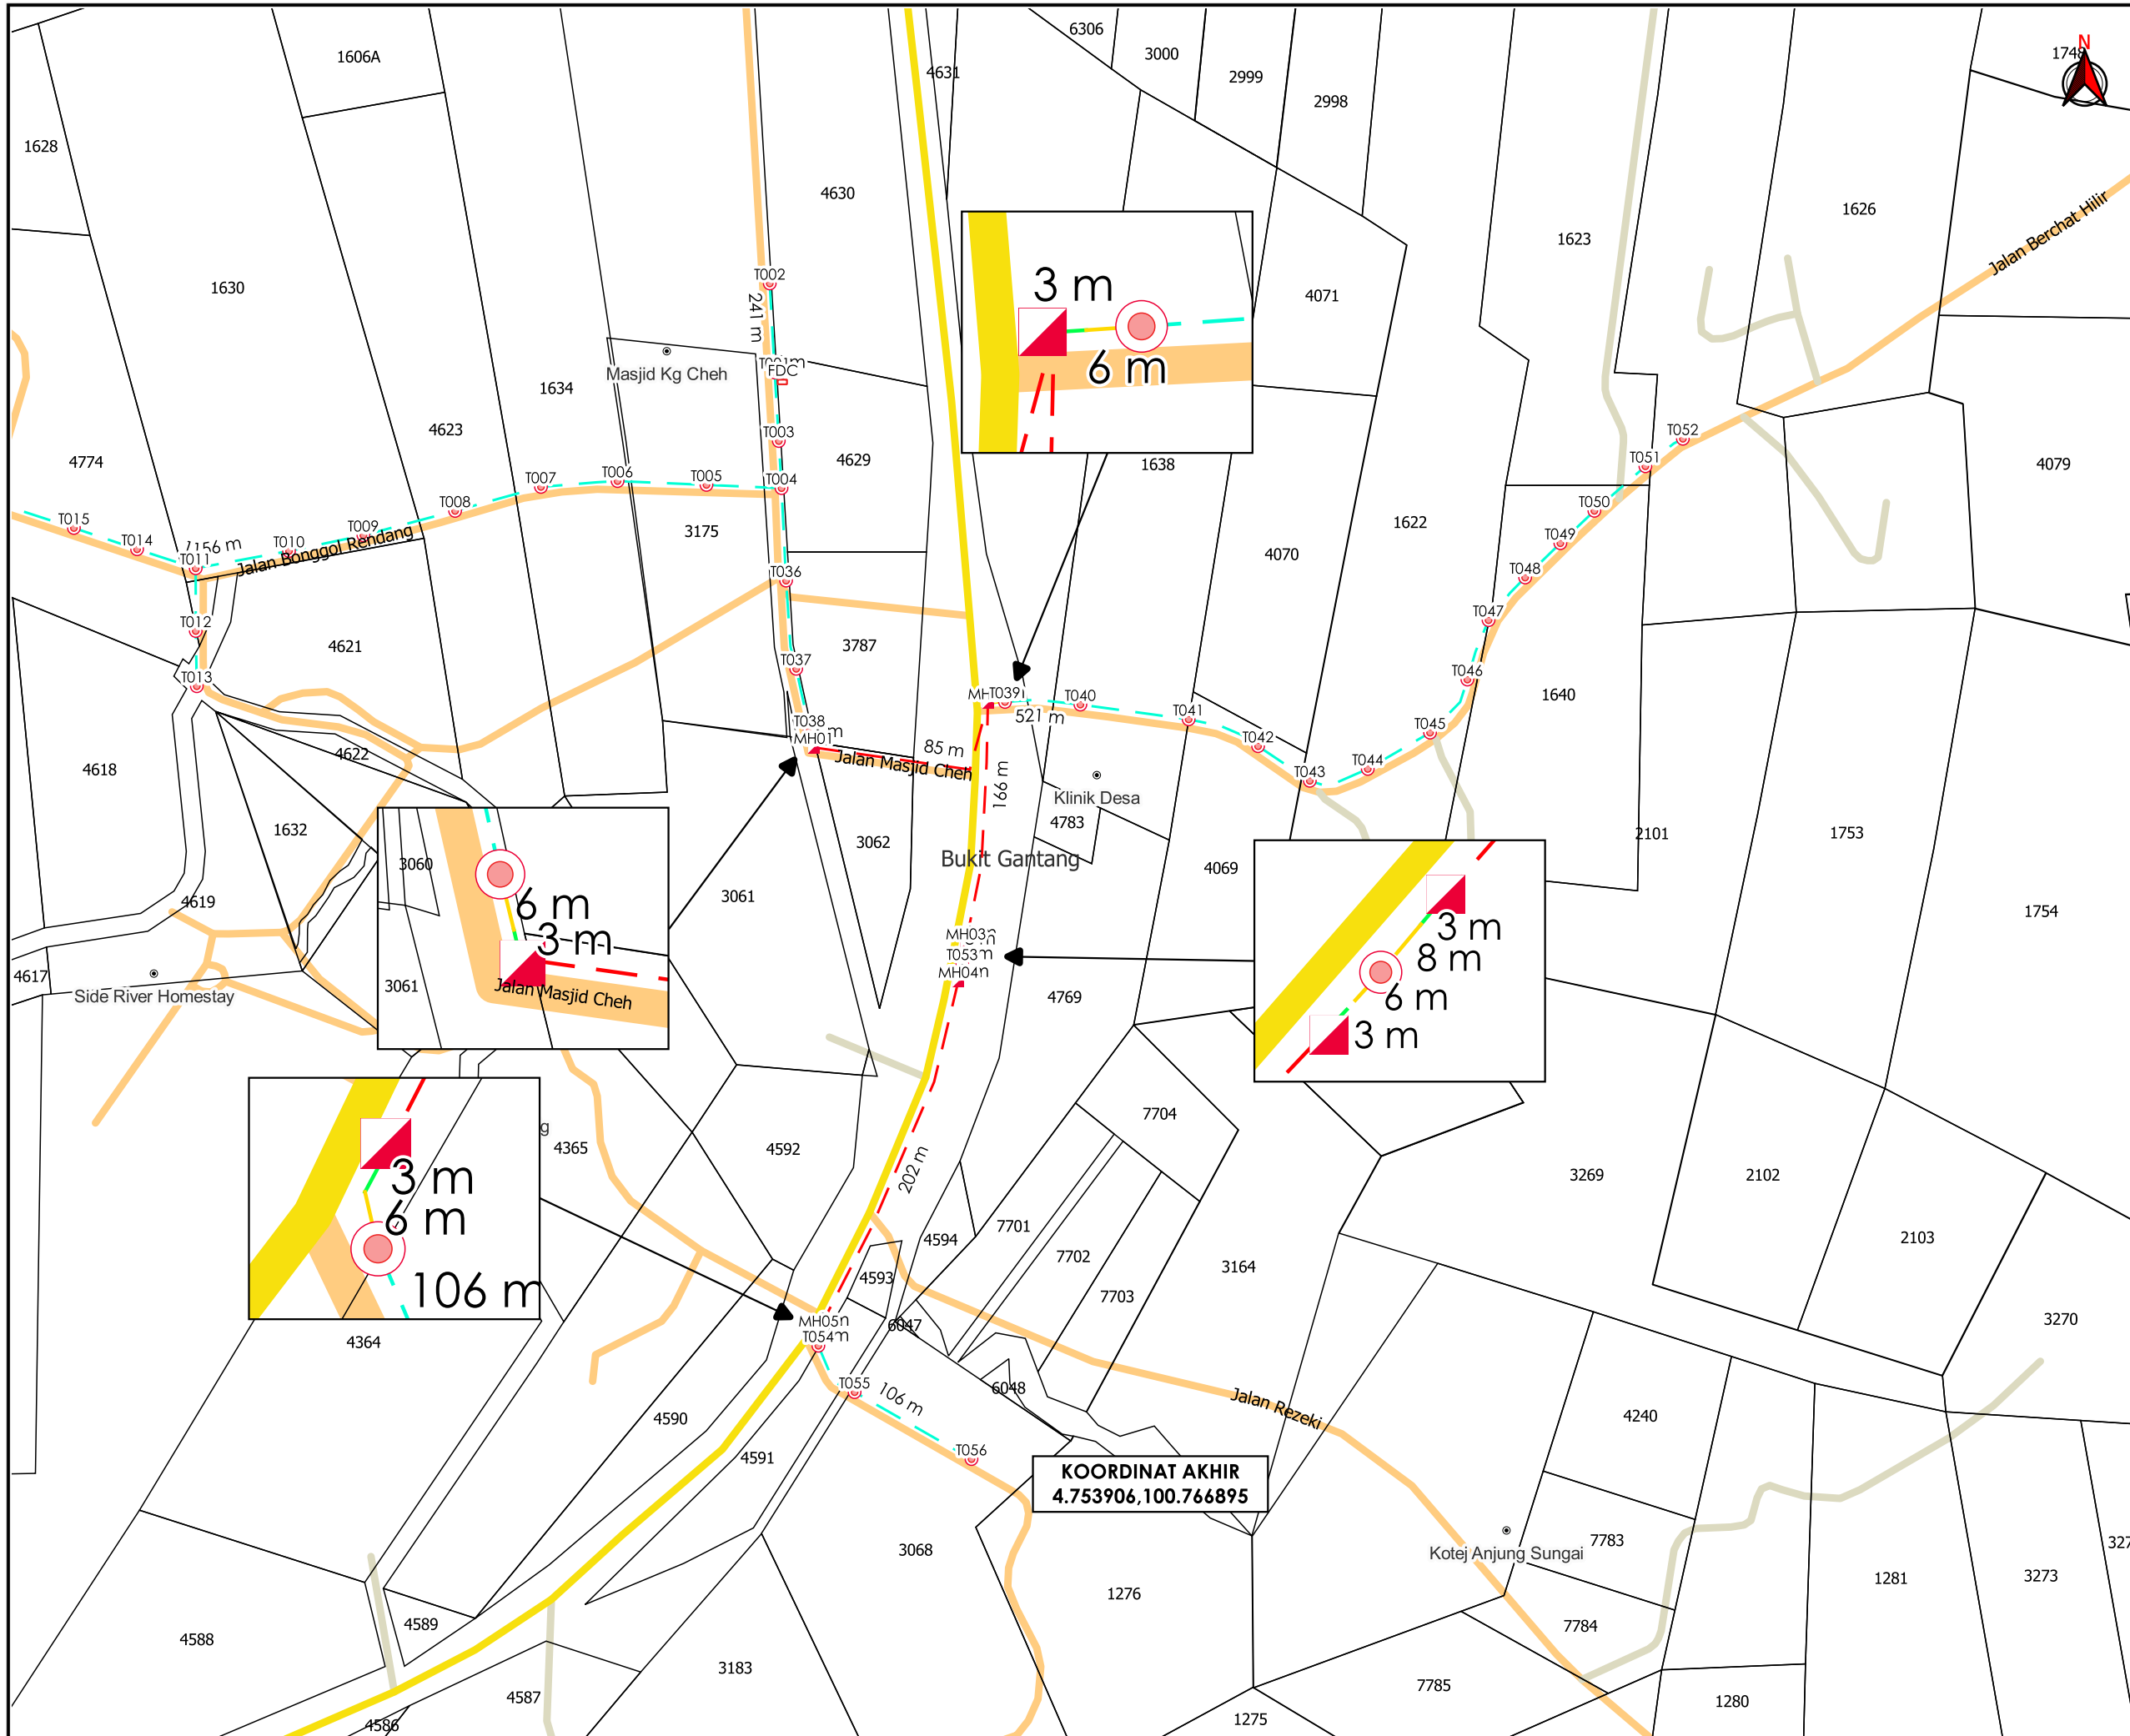 6306
3000
2999
2998
1606A
4631
N
1748
1628
4630
1626
1623
Jalan Berchat Hilir
1630
T002
241 m
3 m
6 m
4071
Masjid Kg Cheh
FDC
1634
4623
T003
4629
1638
T052
T051
4774
4079
T004
T005
T006
T007
T008
T009
T010
T011
T014
T015
1156 m
Jalan Bonggol Rendang
3175
T050
1622
T049
4070
T048
T036
T012
T047
4621
3787
T037
T046
T013
1640
T039
T040
521 m
T041
T038
MH01
85 m
Jalan Masjid Cheh
T042
T045
T044
T043
4622
4618
166 m
Klinik Desa
4783
1632
3062
2101
1753
Bukit Gantang
3060
6 m
3 m
3061
Jalan Masjid Cheh
3061
4069
4619
1754
3 m
8 m
6 m
3 m
MH03
T053
MH04
4617
Side River Homestay
4769
7704
g
4365
4592
3 m
6 m
106 m
202 m
3269
2102
7701
4594
7702
2103
3164
4593
7703
MH05
T054
6047
4364
3270
T055
106 m
6048
Jalan Rezeki
4240
4590
T056
4591
KOORDINAT AKHIR
4.753906,100.766895
3068
Kotej Anjung Sungai
7783
327
1276
1281
3273
4589
7784
4588
3183
7785
4587
1280
4586
1275